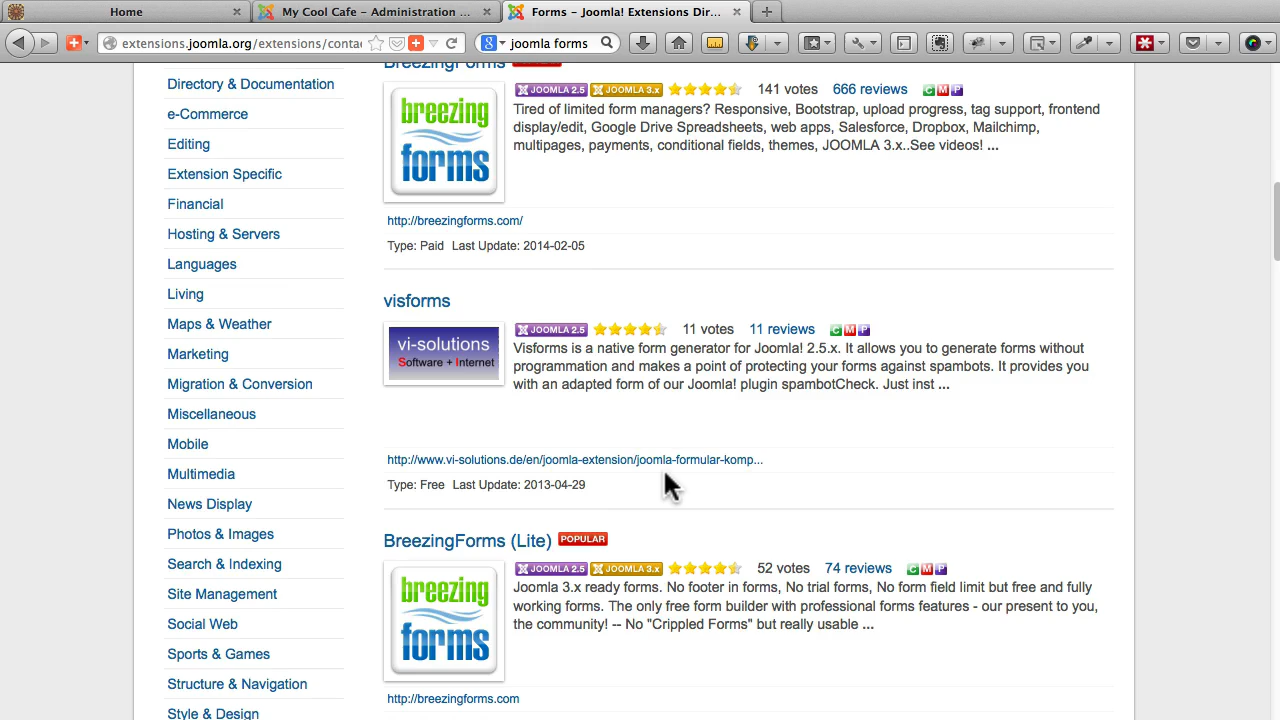 Home
My Cool Cafe – Administration ...
Forms – Joomla! Extensions Dir...
extensions.joomla.org/extensions/conta
joomla forms
Directory & Documentation
e-Commerce
Editing
Extension Specific
Financial
Hosting & Servers
Languages
Living
Maps & Weather
Marketing
Migration & Conversion
Miscellaneous
Mobile
Multimedia
News Display
Photos & Images
Search & Indexing
Site Management
Social Web
Sports & Games
Structure & Navigation
Style & Design
BreezingForms
breezing
forms
JOOMLA 2.5 JOOMLA 3.x 141 votes 666 reviews C M P
Tired of limited form managers? Responsive, Bootstrap, upload progress, tag support, frontend
display/edit, Google Drive Spreadsheets, web apps, Salesforce, Dropbox, Mailchimp,
multipages, payments, conditional fields, themes, JOOMLA 3.x..See videos! ...
http://breezingforms.com/
Type: Paid Last Update: 2014-02-05
visforms
vi-solutions
Software + Internet
JOOMLA 2.5 11 votes 11 reviews C M P
Visforms is a native form generator for Joomla! 2.5.x. It allows you to generate forms without
programmation and makes a point of protecting your forms against spambots. It provides you
with an adapted form of our Joomla! plugin spambotCheck. Just inst ...
http://www.vi-solutions.de/en/joomla-extension/joomla-formular-komp...
Type: Free Last Update: 2013-04-29
BreezingForms (Lite) POPULAR
breezing
forms
JOOMLA 2.5 JOOMLA 3.x 52 votes 74 reviews C M P
Joomla 3.x ready forms. No footer in forms, No trial forms, No form field limit but free and fully
working forms. The only free form builder with professional forms features - our present to you,
the community! -- No "Crippled Forms" but really usable ...
http://breezingforms.com